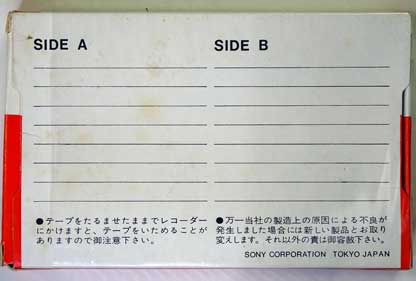 SIDE A
SIDE B
●テープをたるませたままでレコーダー
にかけますと、テープをいためることが
ありますので御注意下さい。
●万一当社の製造上の原因による不良が
発生しました場合には新しい製品とお取り
変えします。それ以外の責は御容赦下さい。
SONY CORPORATION TOKYO JAPAN